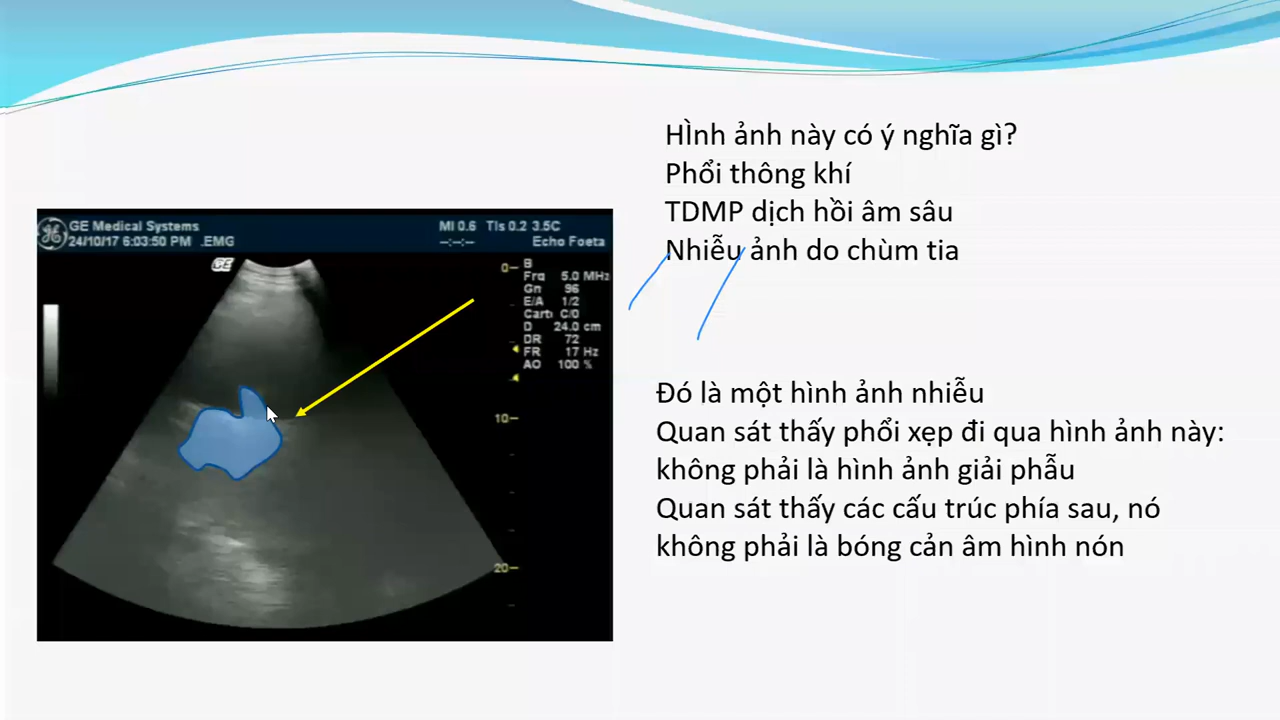 HÌnh ảnh này có ý nghĩa gì?
Phổi thông khí
TDMP dịch hồi âm sâu
Nhiễu ảnh do chùm tia
GE Medical Systems
24/10/17 6:03:50 PM .EMG
MI 0.6 TIs 0.2 3.5C
--:--:-- Echo Foeta
GE
0
10
20
B
Frq 5.0 MHz
Gn 96
E/A 1/2
Carb C/0
D 24.0 cm
DR 72
FR 17 Hz
AO 100 %
Đó là một hình ảnh nhiễu
Quan sát thấy phổi xẹp đi qua hình ảnh này:
không phải là hình ảnh giải phẫu
Quan sát thấy các cấu trúc phía sau, nó
không phải là bóng cản âm hình nón